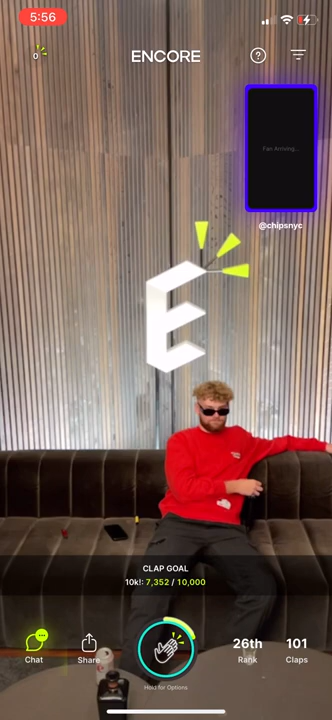 5:56
0
ENCORE
?
Fan Arriving...
@chipsnyc
E
CLAP GOAL
10k!: 7,352 / 10,000
Chat
Share
26th
Rank
101
Claps
Hold for Options